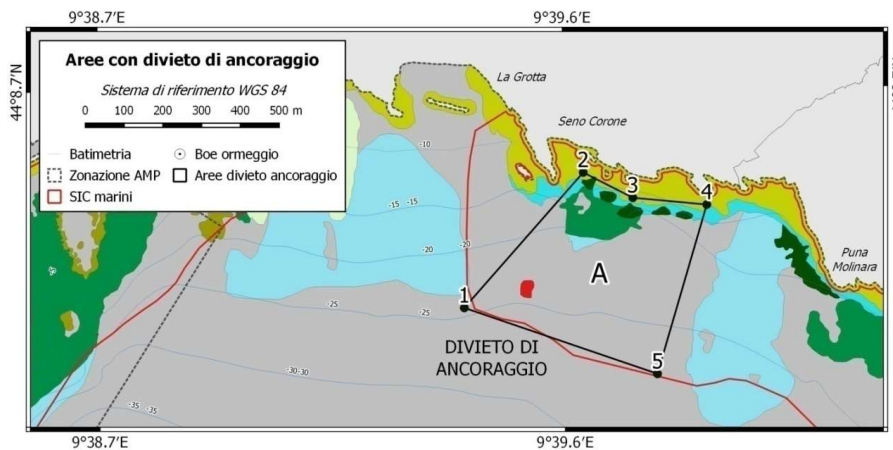 9°38.7'E 9°39.6'E
44°8.7'N
Aree con divieto di ancoraggio
Sistema di riferimento WGS 84
0 100 200 300 400 500 m
Batimetria
Boe ormeggio
Zonazione AMP
Aree divieto ancoraggio
SIC marini
La Grotta
Seno Corone
Puna
Molinara
-10
-15 -15
-20
-20
-25
-25
-30-30
-35
-35
-5
1
2
3
4
5
A
DIVIETO DI
ANCORAGGIO
9°38.7'E 9°39.6'E